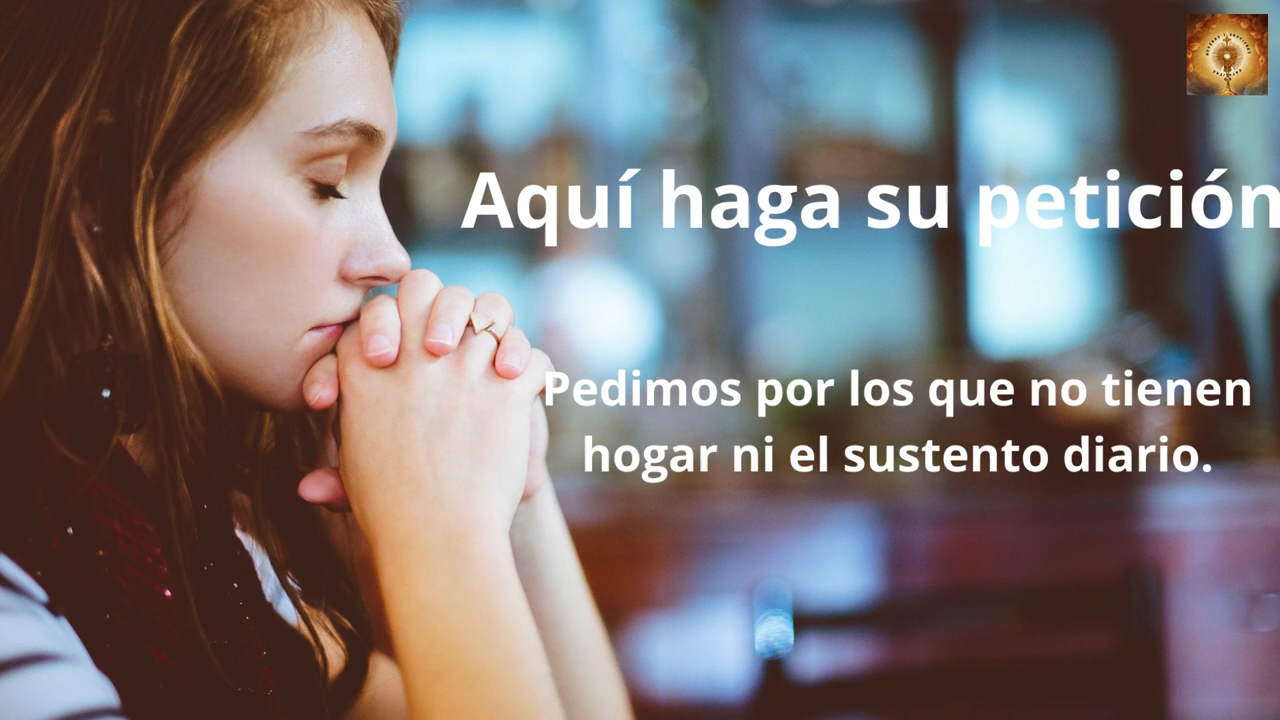 Aquí haga su petición
Pedimos por los que no tienen
hogar ni el sustento diario.